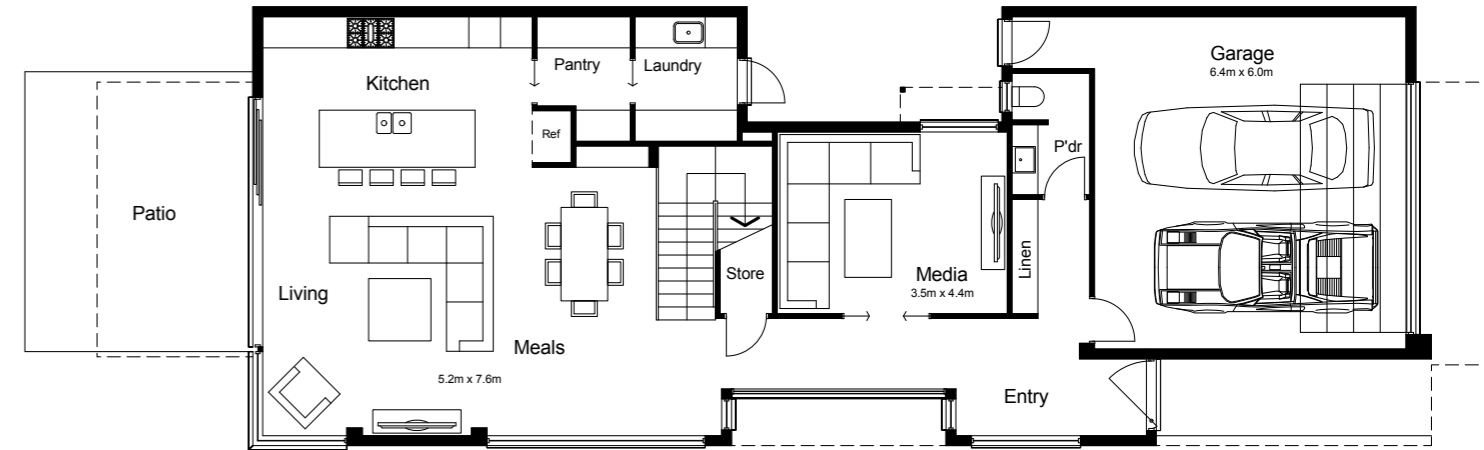 Kitchen
Pantry
Laundry
Garage
6.4m x 6.0m
Ref
P'dr
Patio
Living
Store
Media
3.5m x 4.4m
Linen
Meals
5.2m x 7.6m
Entry